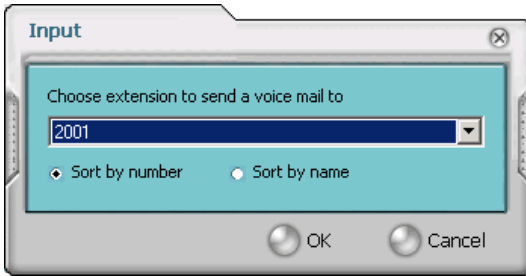 Input
Choose extension to send a voice mail to
2001
Sort by number Sort by name
OK Cancel